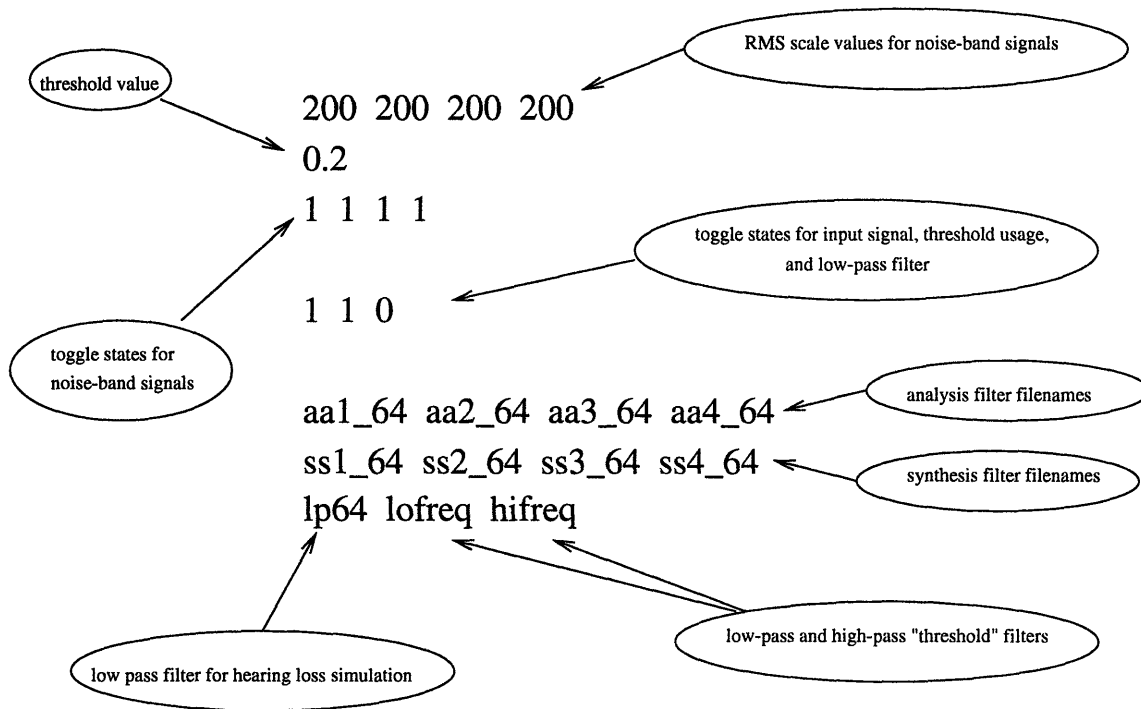 RMS scale values for noise-band signals
threshold value
200 200 200 200
0.2
1 1 1 1
toggle states for input signal, threshold usage,
and low-pass filter
1 1 0
toggle states for
noise-band signals
analysis filter filenames
aa1_64 aa2_64 aa3_64 aa4_64
ss1_64 ss2_64 ss3_64 ss4_64
synthesis filter filenames
lp64 lofreq hifreq
low-pass and high-pass "threshold" filters
low pass filter for hearing loss simulation